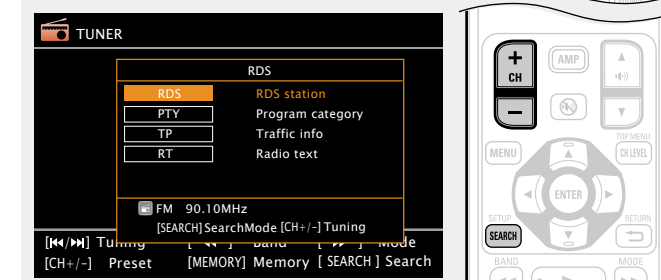 TUNER
RDS
RDS RDS station
PTY Program category
TP Traffic info
RT Radio text
FM 90.10MHz
[SEARCH] SearchMode [CH+/-] Tuning
[CH+/-] Preset [MEMORY] Memory [ SEARCH ] Search
+
CH
−
AMP
MENU
TOP MENU
CH LEVEL
ENTER
SETUP
SEARCH
RETURN
BAND
MODE